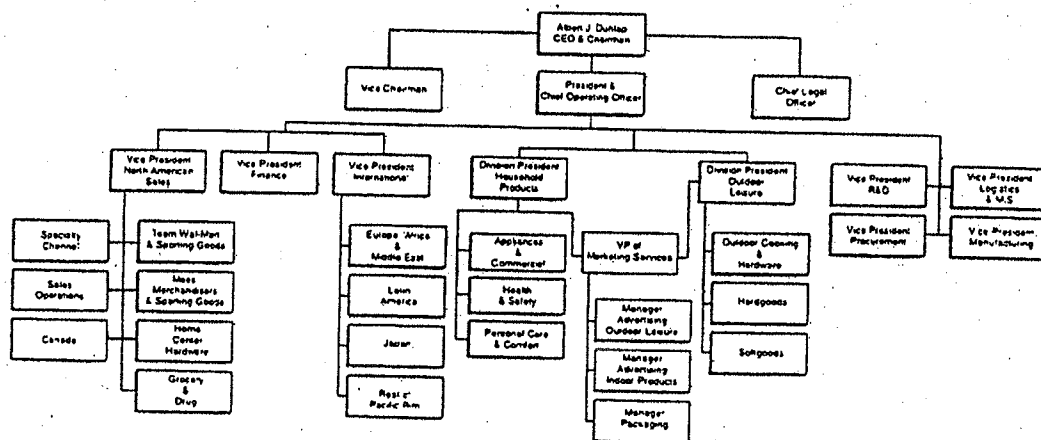 Albert J. Dunlap
CEO & Chairman
Vice Chairman
President &
Chief Operating Officer
Chief Legal
Officer
Vice President
North American
Sales
Vice President
Finance
Vice President
International
Division President
Household
Products
Division President
Outdoor
Leisure
Vice President
R&D
Vice President
Logistics
& M.S
Vice President
Procurement
Vice President
Manufacturing
Specialty
Channel
Team Wal-Mart
& Sporting Goods
Sales
Operations
Mass
Merchandisers
& Sporting Goods
Canada
Home
Center
Hardware
Grocery
&
Drug
Europe, Africa
&
Middle East
Latin
America
Japan
Rest of
Pacific Rim
Appliances
&
Commercial
Health
& Safety
Personal Care
& Comfort
VP of
Marketing Services
Manager
Advertising
Outdoor Leisure
Manager
Advertising
Indoor Products
Manager
Packaging
Outdoor Cooking
&
Hardware
Hardgoods
Softgoods